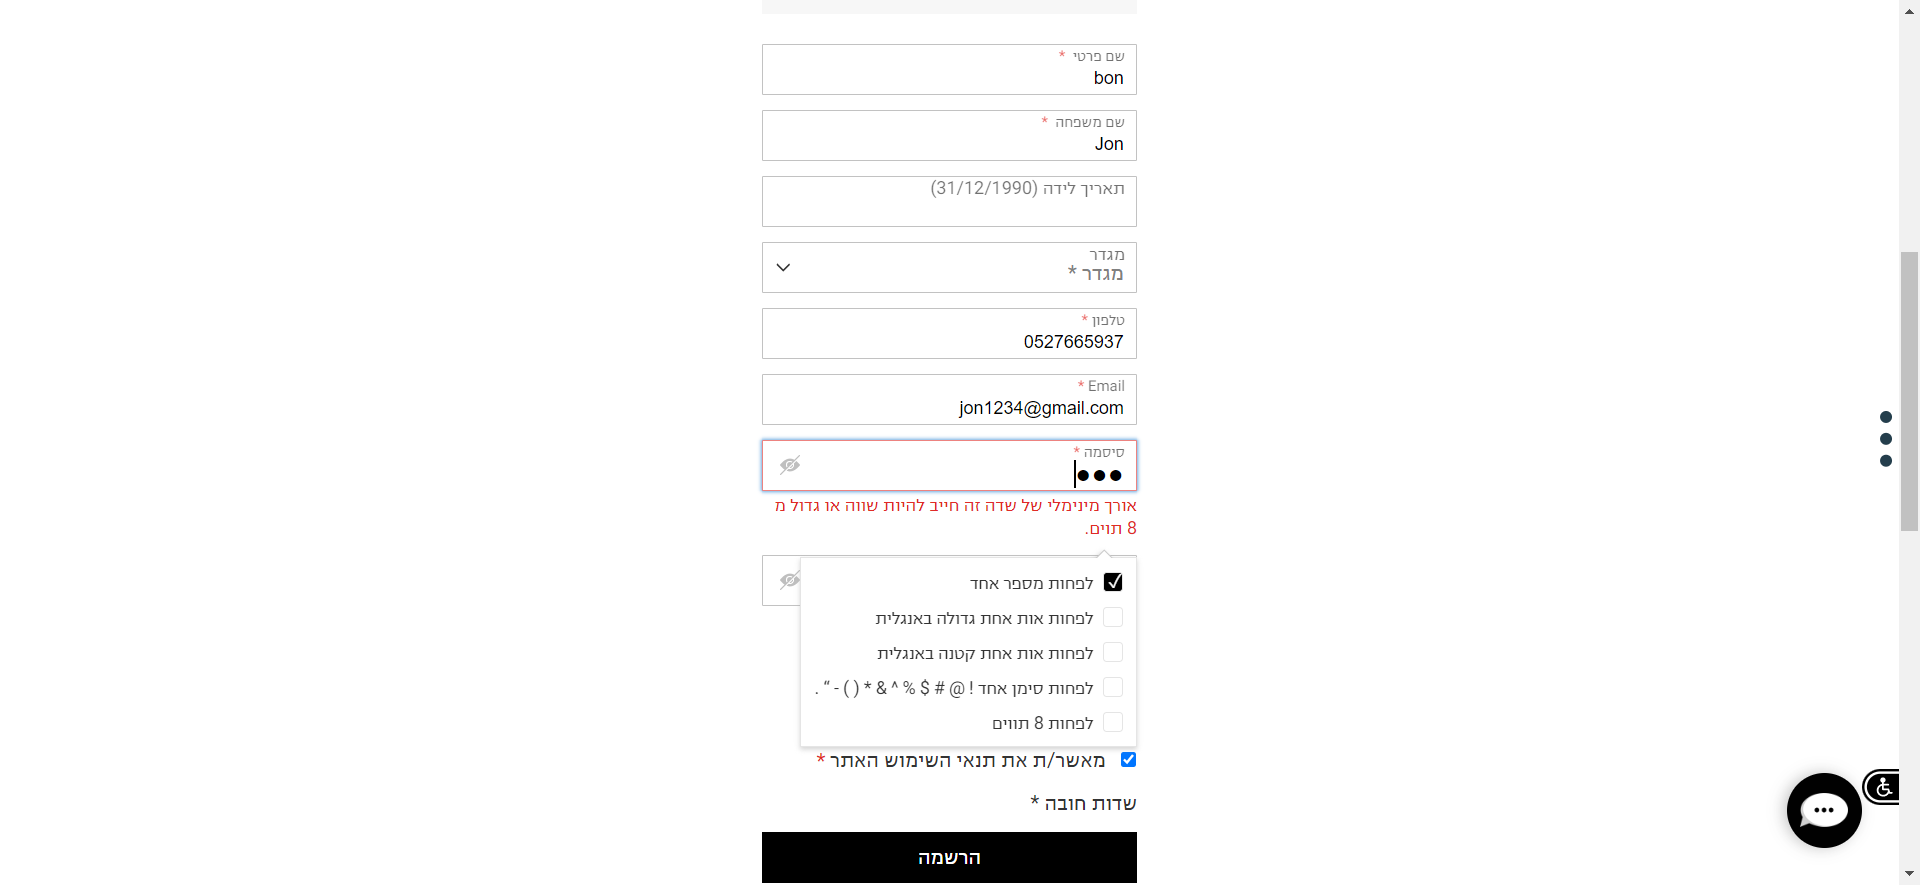 שם פרטי *
bon
שם משפחה *
Jon
תאריך לידה (31/12/1990)
מגדר
מגדר *
טלפון *
0527665937
Email *
jon1234@gmail.com
סיסמה *
אורך מינימלי של שדה זה חייב להיות שווה או גדול מ
8 תוים.
לפחות מספר אחד
לפחות אות אחת גדולה באנגלית
לפחות אות אחת קטנה באנגלית
לפחות סימן אחד ! @ # $ % ^ & * ( ) - “ .
לפחות 8 תווים
מאשר/ת את תנאי השימוש האתר *
שדות חובה *
הרשמה